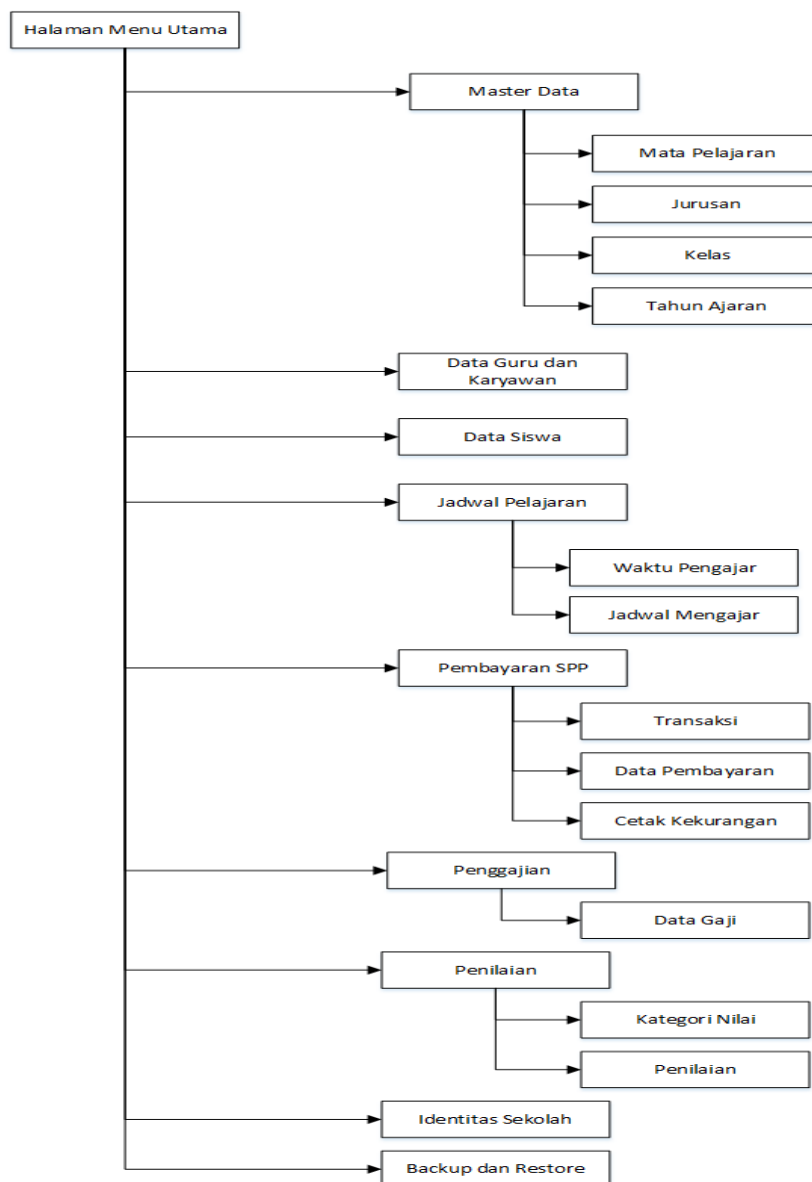 Halaman Menu Utama
Master Data
Mata Pelajaran
Jurusan
Kelas
Tahun Ajaran
Data Guru dan
Karyawan
Data Siswa
Jadwal Pelajaran
Waktu Pengajar
Jadwal Mengajar
Pembayaran SPP
Transaksi
Data Pembayaran
Cetak Kekurangan
Penggajian
Data Gaji
Penilaian
Kategori Nilai
Penilaian
Identitas Sekolah
Backup dan Restore